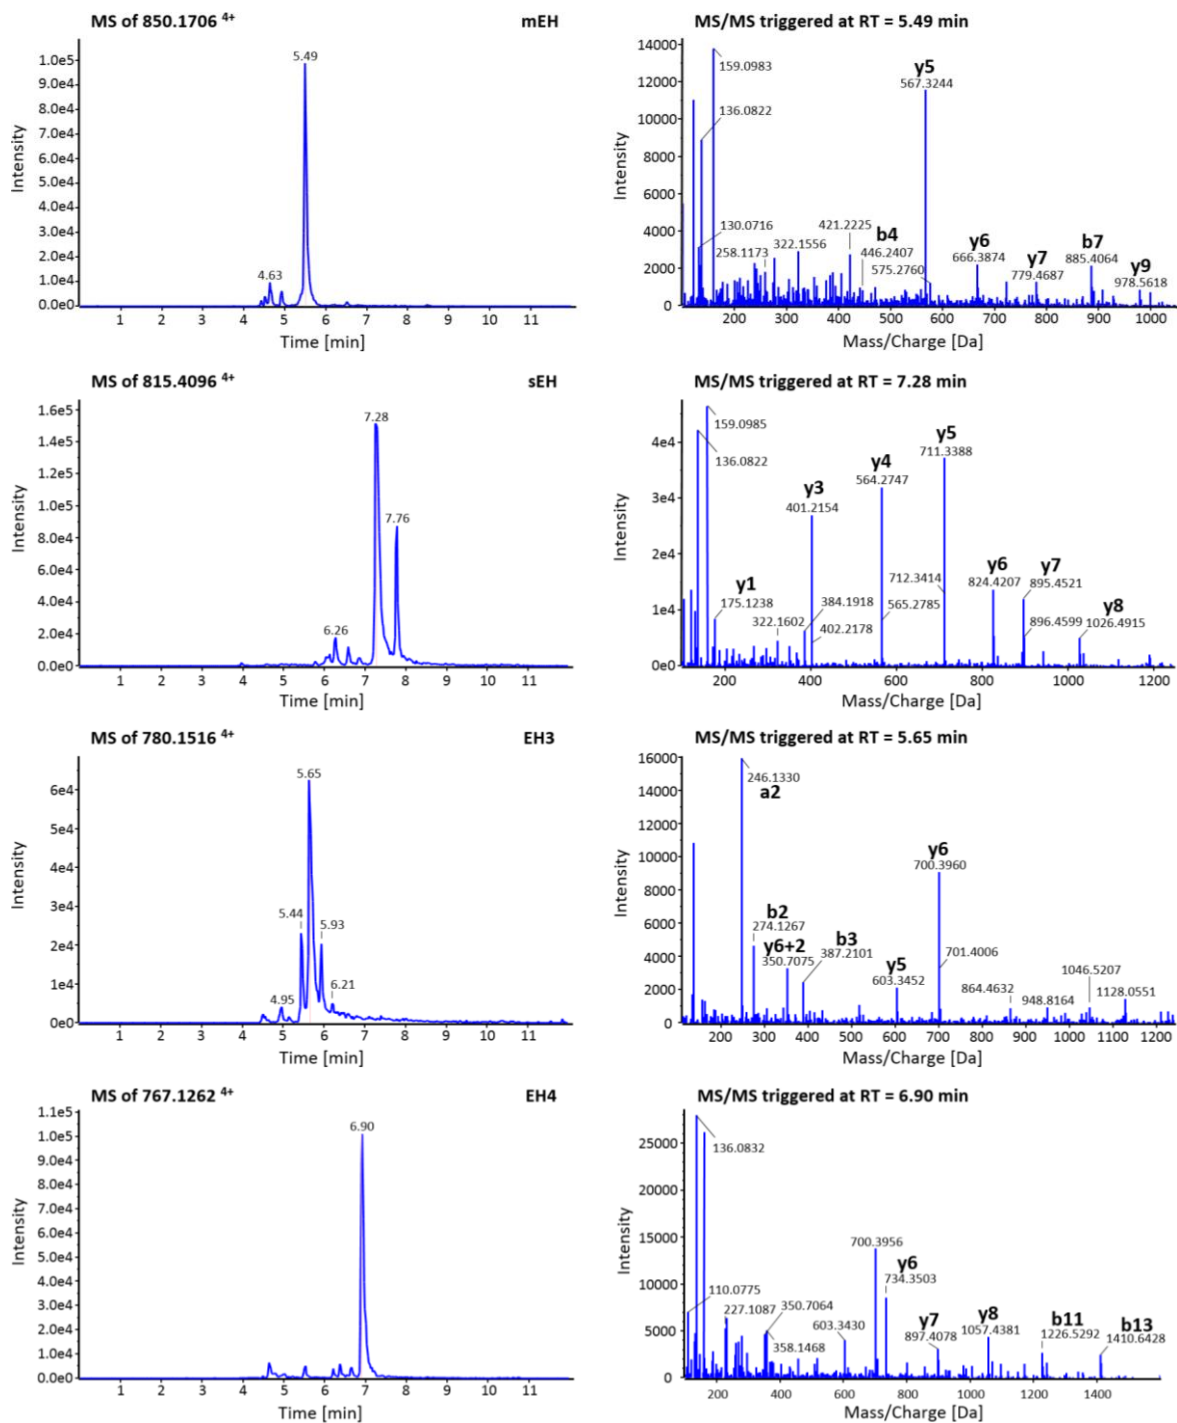 MS of 850.1706 4+ mEH
MS/MS triggered at RT = 5.49 min
Intensity
1.0e5
9.0e4
8.0e4
7.0e4
6.0e4
5.0e4
4.0e4
3.0e4
2.0e4
1.0e4
0.0e0
5.49
4.63
1 2 3 4 5 6 7 8 9 10 11
Time [min]
Intensity
14000
12000
10000
8000
6000
4000
2000
0
159.0983
136.0822
130.0716
258.1173
322.1556
421.2225
b4
446.2407
575.2760
y5
567.3244
y6
666.3874
y7
779.4687
b7
885.4064
y9
978.5618
200 300 400 500 600 700 800 900 1000
Mass/Charge [Da]
MS of 815.4096 4+ sEH
MS/MS triggered at RT = 7.28 min
Intensity
1.6e5
1.4e5
1.2e5
1.0e5
8.0e4
6.0e4
4.0e4
2.0e4
0.0e0
7.28
7.76
6.26
1 2 3 4 5 6 7 8 9 10 11
Time [min]
Intensity
4e4
3e4
2e4
1e4
0e0
159.0985
136.0822
y1
175.1238
322.1602
y3
401.2154
384.1918
402.2178
y4
564.2747
565.2785
y5
711.3388
712.3414
y6
824.4207
y7
895.4521
896.4599
y8
1026.4915
200 400 600 800 1000 1200
Mass/Charge [Da]
MS of 780.1516 4+ EH3
MS/MS triggered at RT = 5.65 min
Intensity
6e4
5e4
4e4
3e4
2e4
1e4
0e0
5.65
5.44
5.93
4.95
6.21
1 2 3 4 5 6 7 8 9 10 11
Time [min]
Intensity
16000
14000
12000
10000
8000
6000
4000
2000
0
246.1330
a2
b2
274.1267
y6+2
350.7075
b3
387.2101
y5
603.3452
y6
700.3960
701.4006
864.4632
948.8164
1046.5207
1128.0551
200 300 400 500 600 700 800 900 1000 1100 1200
Mass/Charge [Da]
MS of 767.1262 4+ EH4
MS/MS triggered at RT = 6.90 min
Intensity
1.1e5
1.0e5
9.0e4
8.0e4
7.0e4
6.0e4
5.0e4
4.0e4
3.0e4
2.0e4
1.0e4
0.0e0
6.90
1 2 3 4 5 6 7 8 9 10 11
Time [min]
Intensity
25000
20000
15000
10000
5000
0
136.0832
110.0775
227.1087
350.7064
358.1468
603.3430
700.3956
y6
734.3503
y7
897.4078
y8
1057.4381
b11
1226.5292
b13
1410.6428
200 400 600 800 1000 1200 1400
Mass/Charge [Da]